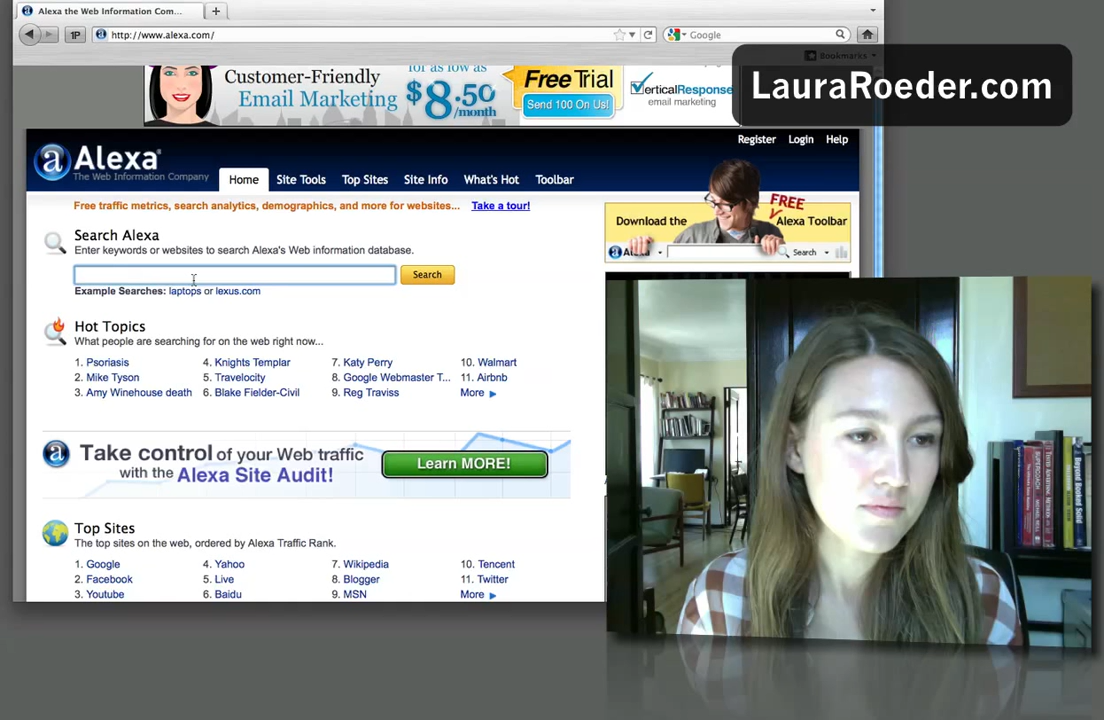 Alexa the Web Information Com...
1P
http://www.alexa.com/
Google
Bookmarks
LauraRoeder.com
Customer-Friendly
Email Marketing
for as low as
$8.50
/month
Free Trial
Send 100 On Us!
VerticalResponse
email marketing
Register Login Help
a Alexa
The Web Information Company
Home Site Tools Top Sites Site Info What's Hot Toolbar
Free traffic metrics, search analytics, demographics, and more for websites... Take a tour!
Download the FREE Alexa Toolbar
Alexa Search
Search Alexa
Enter keywords or websites to search Alexa's Web information database.
Search
Example Searches: laptops or lexus.com
Hot Topics
What people are searching for on the web right now...
1. Psoriasis 4. Knights Templar 7. Katy Perry 10. Walmart
2. Mike Tyson 5. Travelocity 8. Google Webmaster T... 11. Airbnb
3. Amy Winehouse death 6. Blake Fielder-Civil 9. Reg Traviss More
a Take control of your Web traffic
with the Alexa Site Audit!
Learn MORE!
Top Sites
The top sites on the web, ordered by Alexa Traffic Rank.
1. Google 4. Yahoo 7. Wikipedia 10. Tencent
2. Facebook 5. Live 8. Blogger 11. Twitter
3. Youtube 6. Baidu 9. MSN More
Beyond Booked Solid